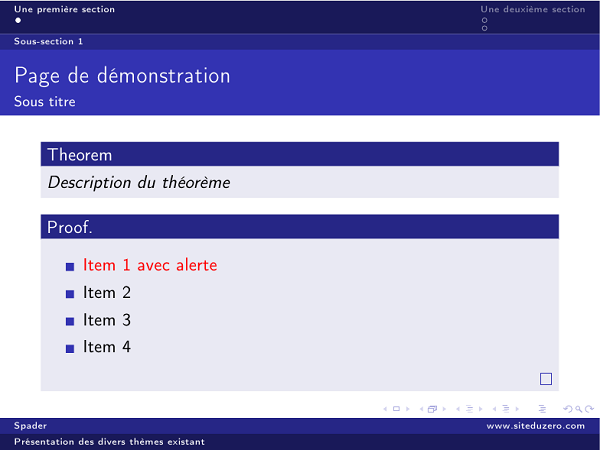 Une première section
Une deuxième section
Sous-section 1
Page de démonstration
Sous titre
Theorem
Description du théorème
Proof.
Item 1 avec alerte
Item 2
Item 3
Item 4
Spader
www.siteduzero.com
Présentation des divers thèmes existant